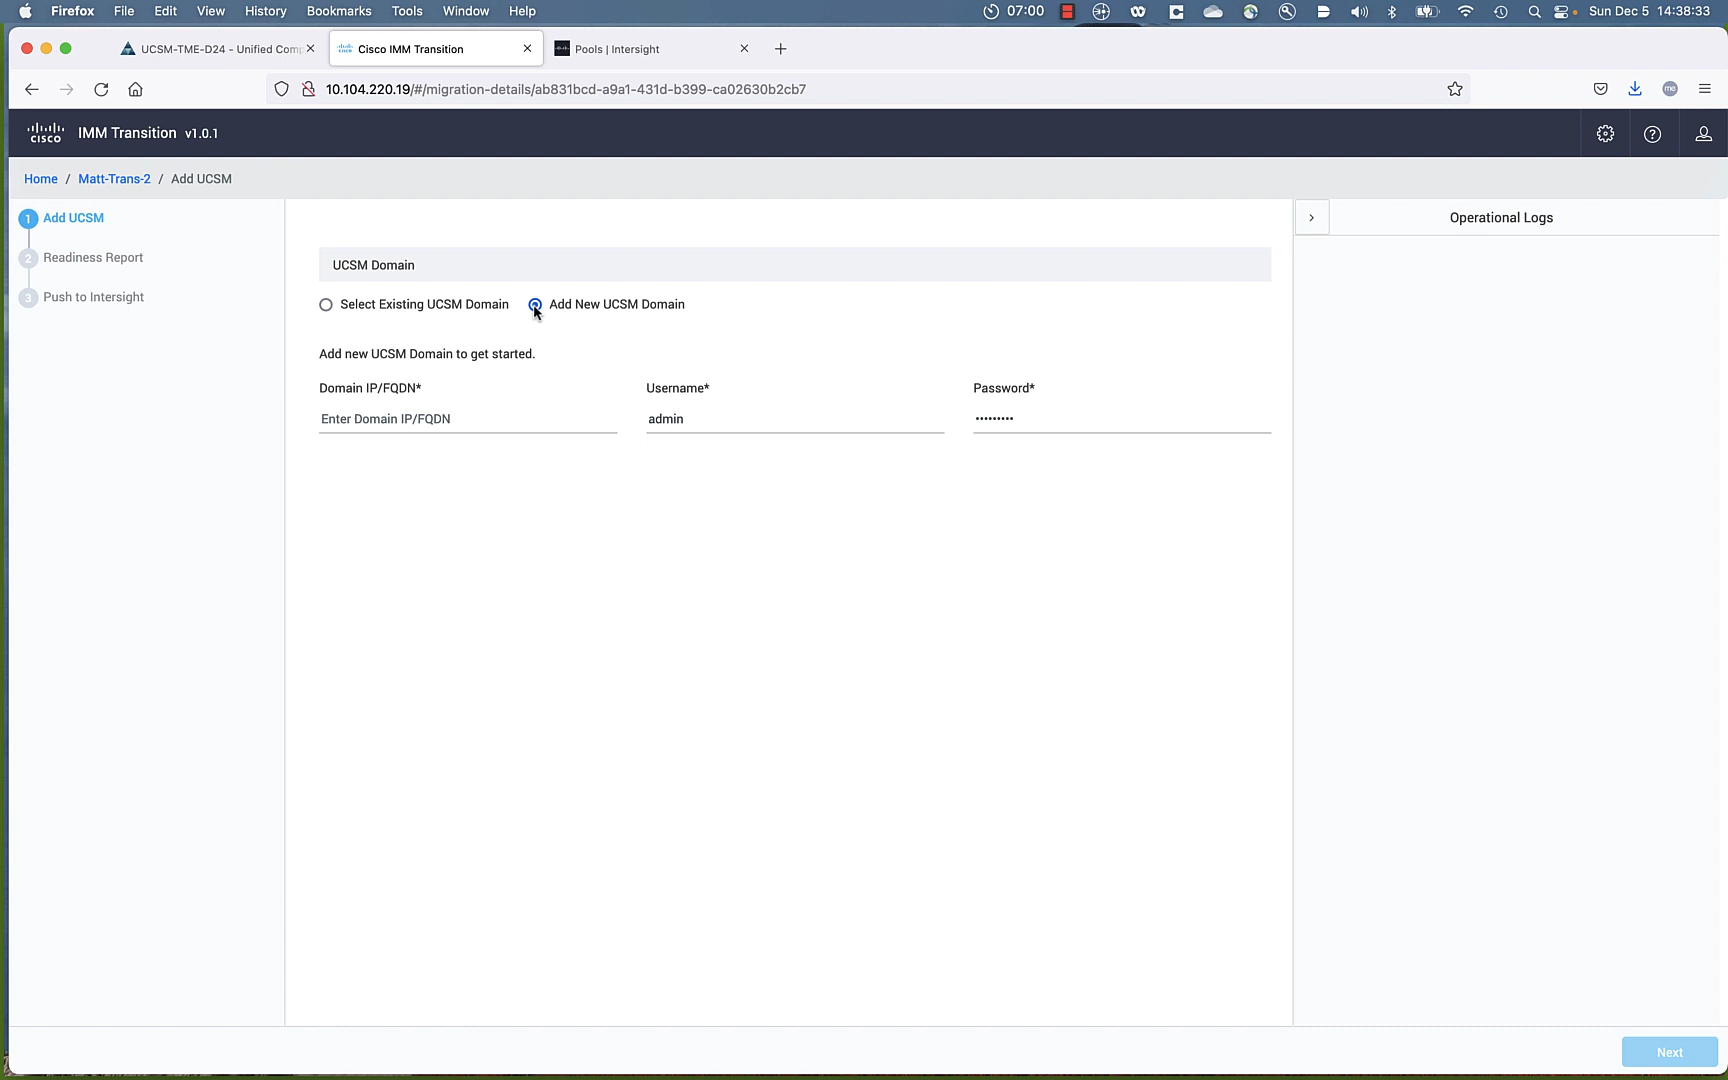 Firefox File Edit View History Bookmarks Tools Window Help 07:00 Sun Dec 5 14:38:33
UCSM-TME-D24 - Unified Comp Cisco IMM Transition Pools | Intersight
10.104.220.19/#/migration-details/ab831bcd-a9a1-431d-b399-ca02630b2cb7
me
CISCO IMM Transition v1.0.1
Home / Matt-Trans-2 / Add UCSM
1 Add UCSM
2 Readiness Report
3 Push to Intersight
UCSM Domain
Select Existing UCSM Domain Add New UCSM Domain
Add new UCSM Domain to get started.
Domain IP/FQDN* Username* Password*
Enter Domain IP/FQDN admin •••••••••
Operational Logs
Next